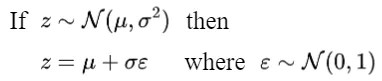 If z ∼ 𝒩(μ, σ²) then
z = μ + σε where ε ∼ 𝒩(0, 1)